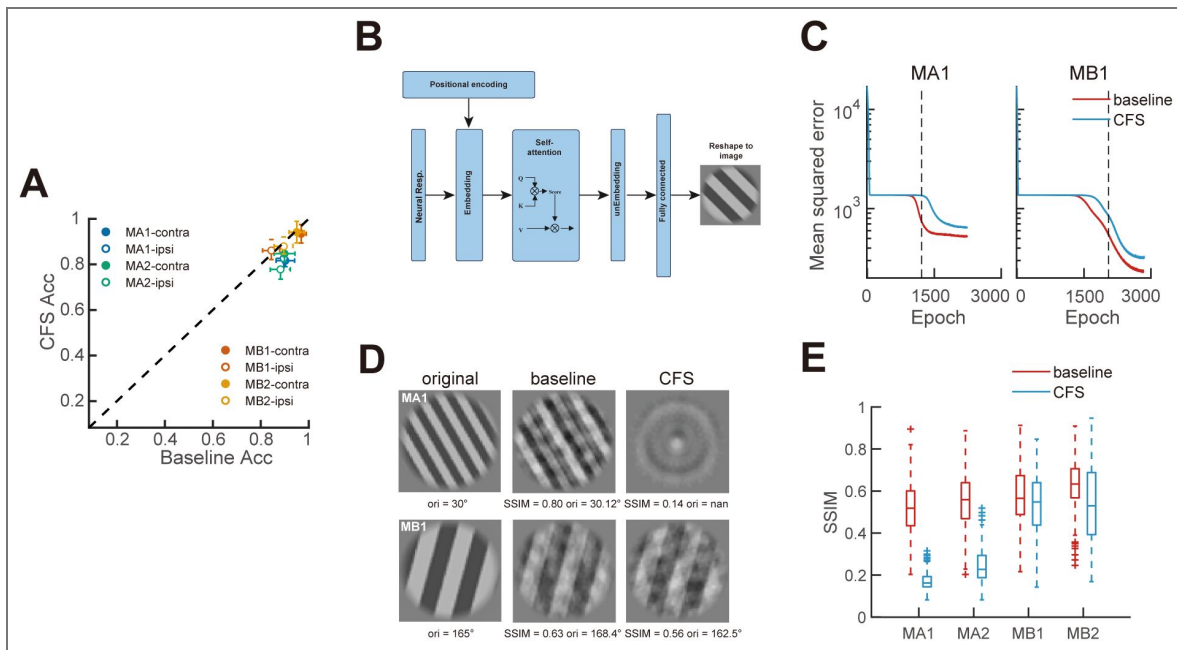 A
1
0.8
0.6
0.4
0.2
CFS Acc
MA1-contra
MA1-ipsi
MA2-contra
MA2-ipsi
MB1-contra
MB1-ipsi
MB2-contra
MB2-ipsi
0.2 0.4 0.6 0.8 1
Baseline Acc
B
Positional encoding
Neural Resp.
Embedding
Self-
attention
Q
K
V
Score
unEmbedding
Fully connected
Reshape to
image
C
MA1 MB1
baseline
CFS
Mean squared error
10⁴
10³
0 1500 3000 0 1500 3000
Epoch Epoch
D
original baseline CFS
MA1
ori = 30° SSIM = 0.80 ori = 30.12° SSIM = 0.14 ori = nan
MB1
ori = 165° SSIM = 0.63 ori = 168.4° SSIM = 0.56 ori = 162.5°
E
baseline
CFS
1
0.8
0.6
0.4
0.2
0
SSIM
MA1 MA2 MB1 MB2